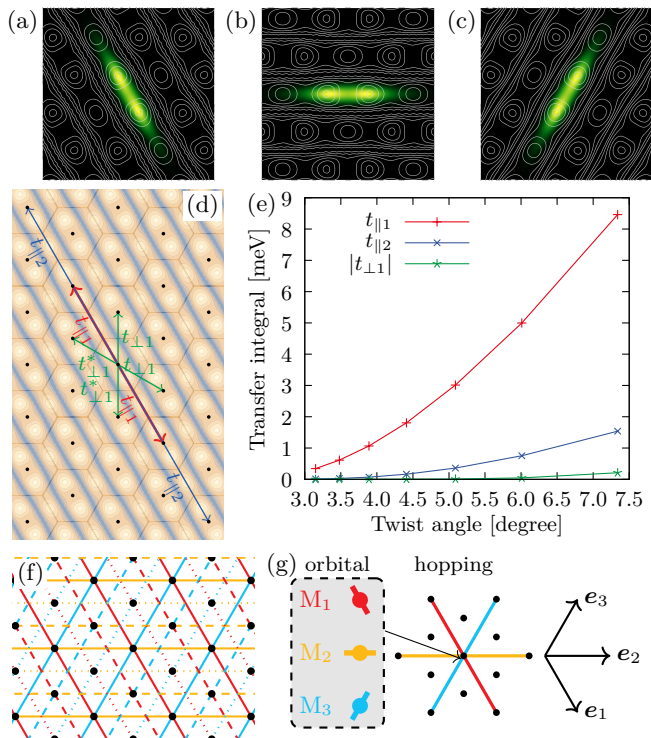 (a)
(b)
(c)
(d)
t∥2
t∥1
t⊥1
t*⊥1
t⊥1
t*⊥1
t∥1
t∥2
(e)
Transfer integral [meV]
9
8
7
6
5
4
3
2
1
0
t∥1
t∥2
|t⊥1|
3.0 3.5 4.0 4.5 5.0 5.5 6.0 6.5 7.0 7.5
Twist angle [degree]
(f)
(g) orbital hopping
M1
M2
M3
e3
e2
e1